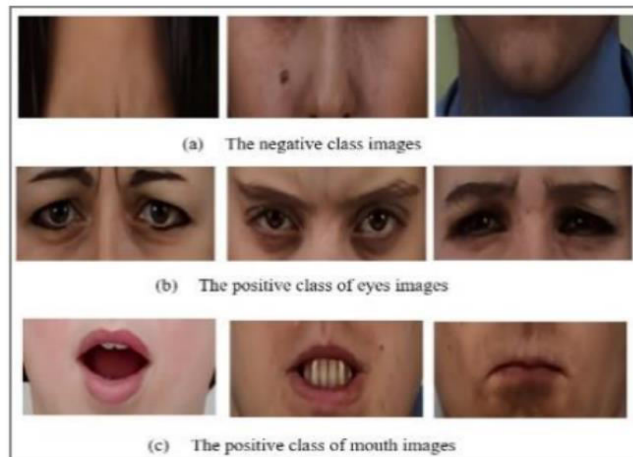 (a) The negative class images
(b) The positive class of eyes images
(c) The positive class of mouth images